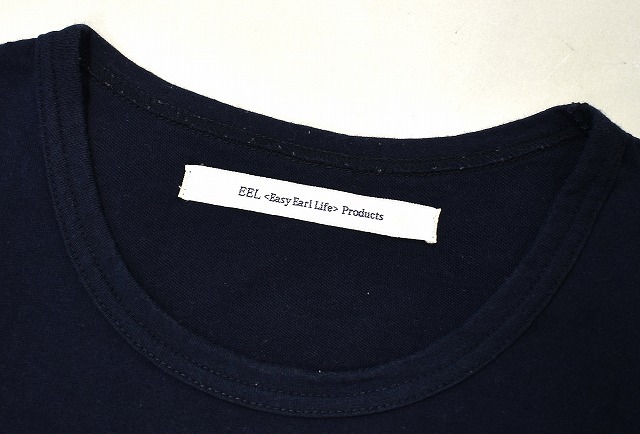 EEL <Easy Earl Life> Products